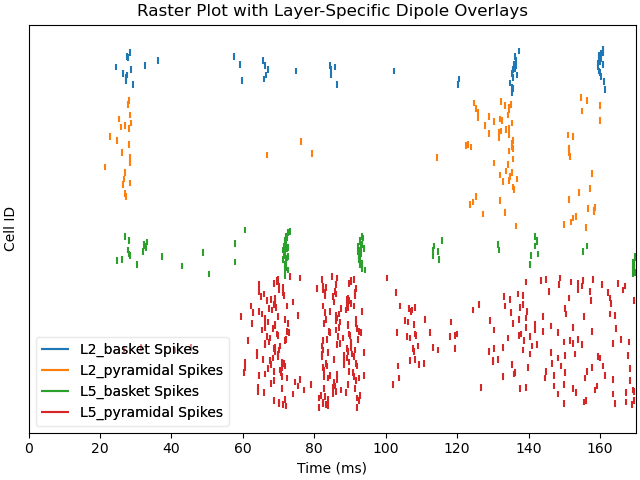 Raster Plot with Layer-Specific Dipole Overlays
Cell ID
L2_basket Spikes
L2_pyramidal Spikes
L5_basket Spikes
L5_pyramidal Spikes
0 20 40 60 80 100 120 140 160
Time (ms)